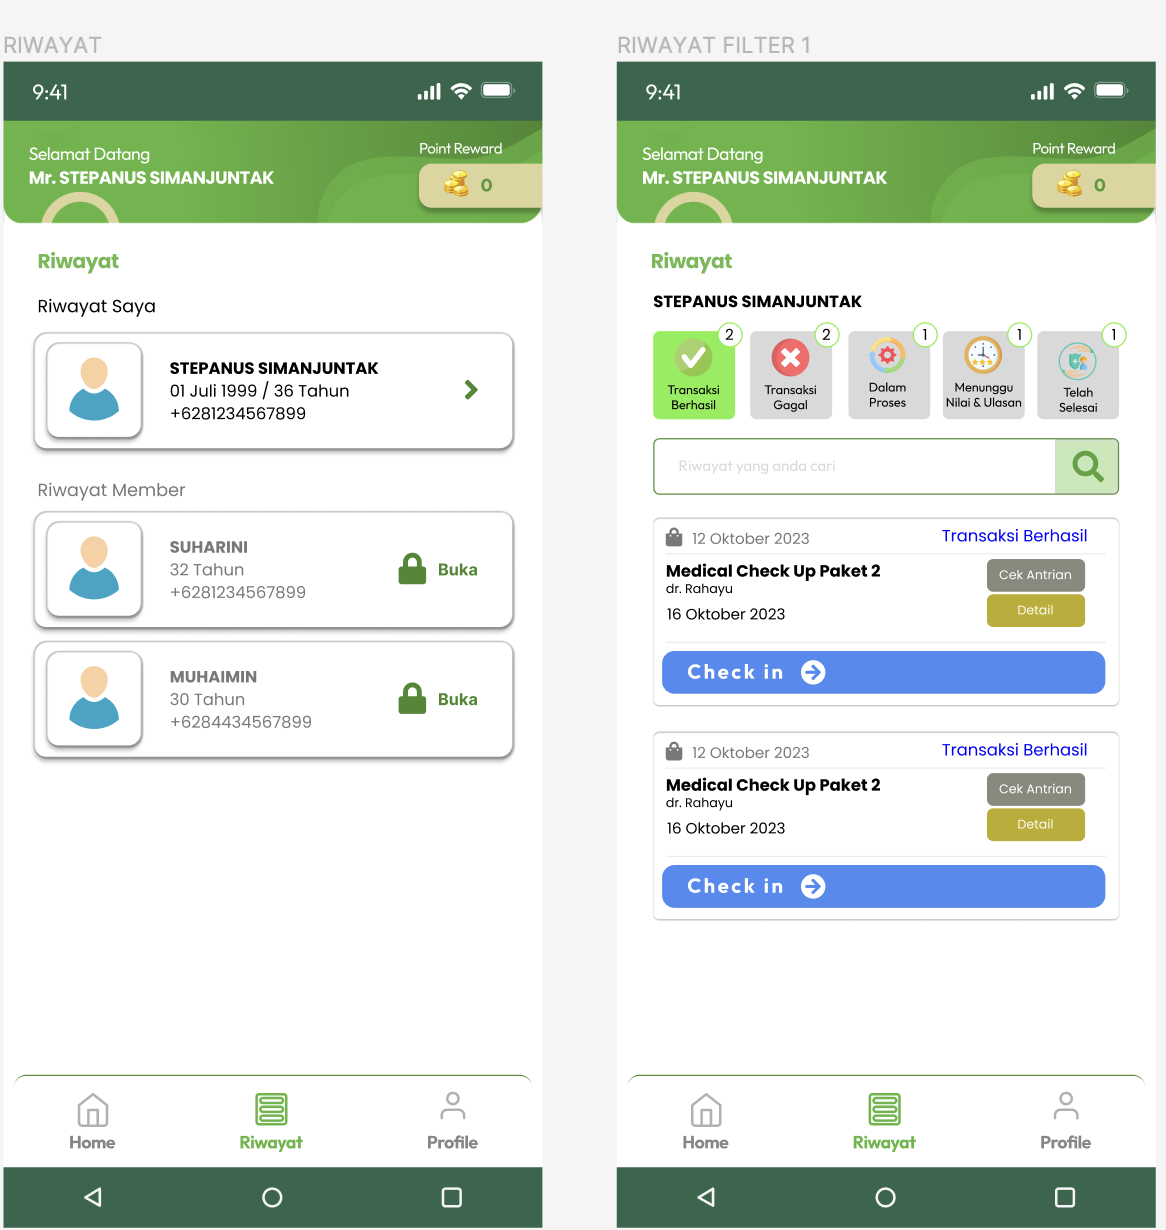 RIWAYAT
9:41
Selamat Datang
Mr. STEPANUS SIMANJUNTAK
Point Reward
0
Riwayat
Riwayat Saya
STEPANUS SIMANJUNTAK
01 Juli 1999 / 36 Tahun
+6281234567899
Riwayat Member
SUHARINI
32 Tahun
+6281234567899
Buka
MUHAIMIN
30 Tahun
+6284434567899
Buka
Home
Riwayat
Profile
RIWAYAT FILTER 1
9:41
Selamat Datang
Mr. STEPANUS SIMANJUNTAK
Point Reward
0
Riwayat
STEPANUS SIMANJUNTAK
2
Transaksi
Berhasil
2
Transaksi
Gagal
1
Dalam
Proses
1
Menunggu
Nilai & Ulasan
1
Telah
Selesai
Riwayat yang anda cari
12 Oktober 2023
Transaksi Berhasil
Medical Check Up Paket 2
dr. Rahayu
16 Oktober 2023
Cek Antrian
Detail
Check in
12 Oktober 2023
Transaksi Berhasil
Medical Check Up Paket 2
dr. Rahayu
16 Oktober 2023
Cek Antrian
Detail
Check in
Home
Riwayat
Profile